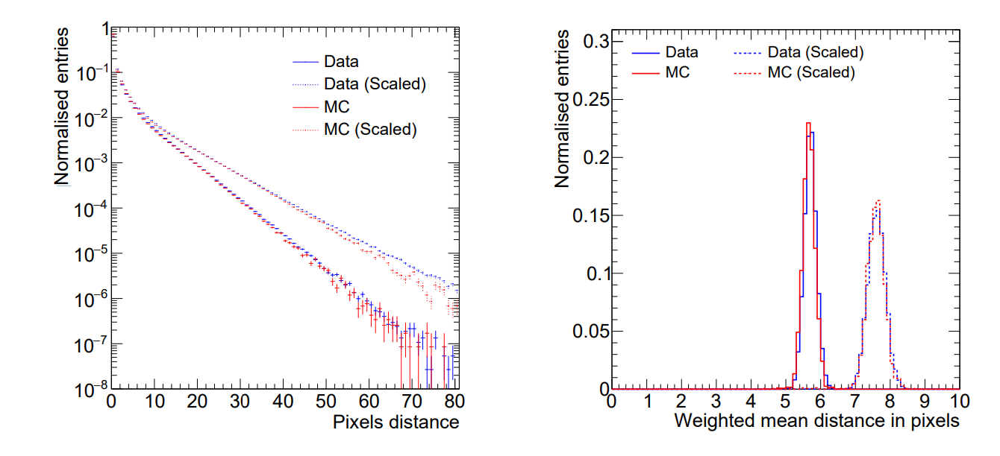 Normalised entries
1
10−1
10−2
10−3
10−4
10−5
10−6
10−7
10−8
Data
Data (Scaled)
MC
MC (Scaled)
0 10 20 30 40 50 60 70 80
Pixels distance
Normalised entries
0.3
0.25
0.2
0.15
0.1
0.05
0
Data Data (Scaled)
MC MC (Scaled)
0 1 2 3 4 5 6 7 8 9 10
Weighted mean distance in pixels